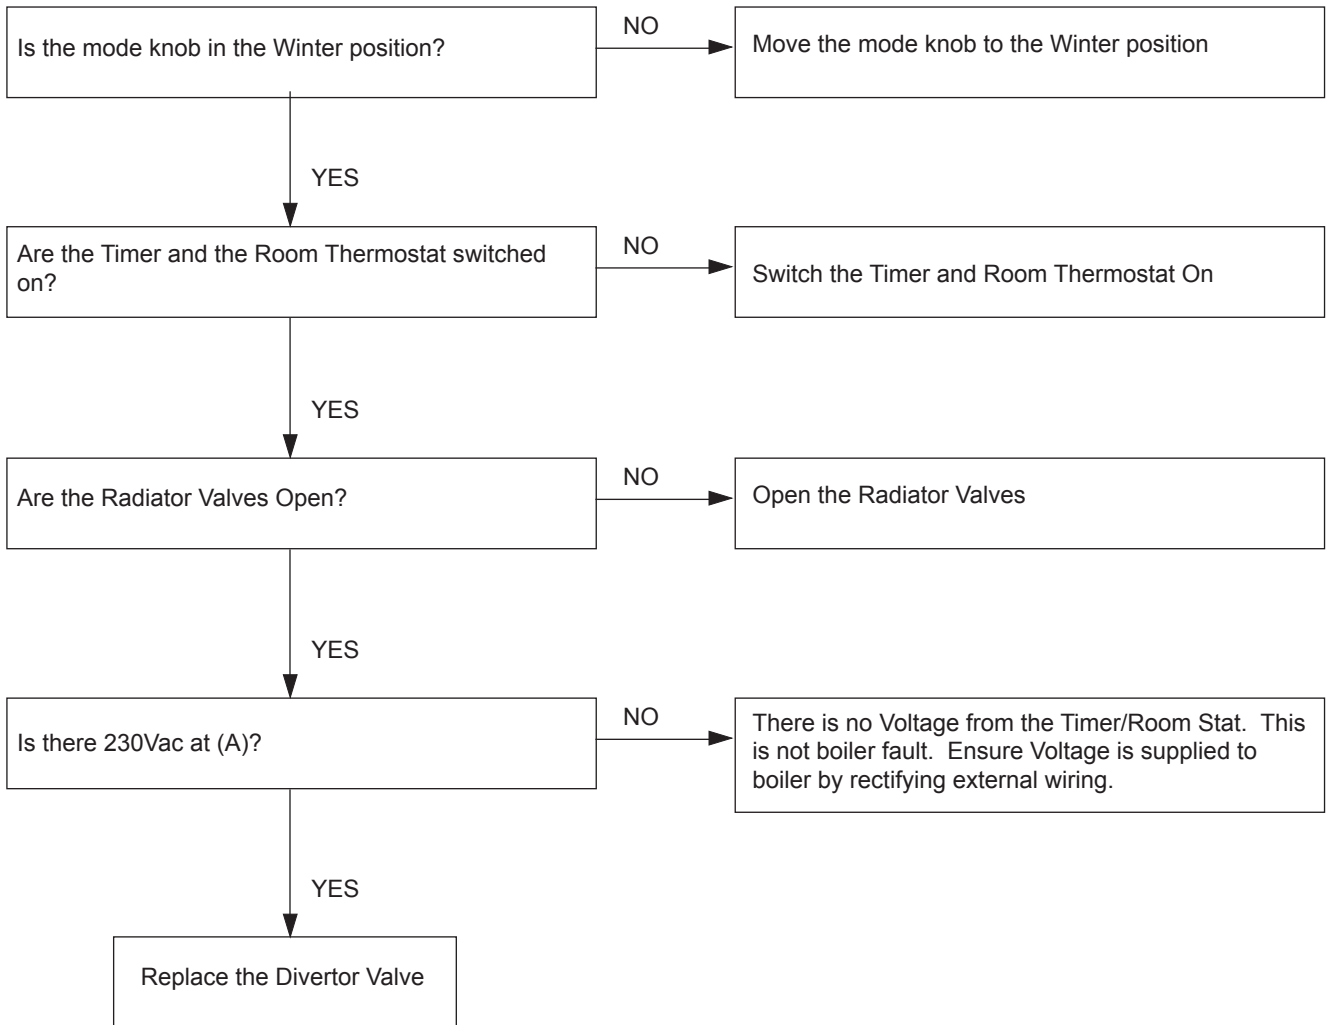 Is the mode knob in the Winter position?
NO
Move the mode knob to the Winter position
YES
Are the Timer and the Room Thermostat switched
on?
NO
Switch the Timer and Room Thermostat On
YES
Are the Radiator Valves Open?
NO
Open the Radiator Valves
YES
Is there 230Vac at (A)?
NO
There is no Voltage from the Timer/Room Stat.  This
is not boiler fault.  Ensure Voltage is supplied to
boiler by rectifying external wiring.
YES
Replace the Divertor Valve